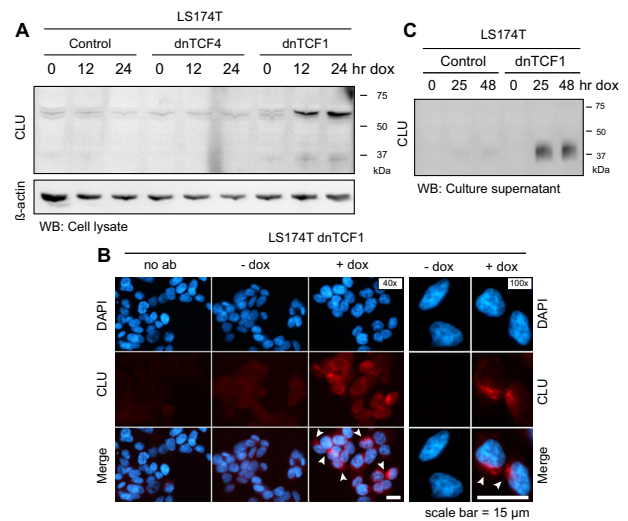 A
LS174T
Control dnTCF4 dnTCF1
0 12 24 0 12 24 0 12 24 hr dox
CLU
75
50
37
kDa
ß-actin
WB: Cell lysate
C
LS174T
Control dnTCF1
0 25 48 0 25 48 hr dox
CLU
75
50
37
kDa
WB: Culture supernatant
B
LS174T dnTCF1
no ab - dox + dox - dox + dox
40x 100x
DAPI DAPI
CLU CLU
Merge Merge
scale bar = 15 µm